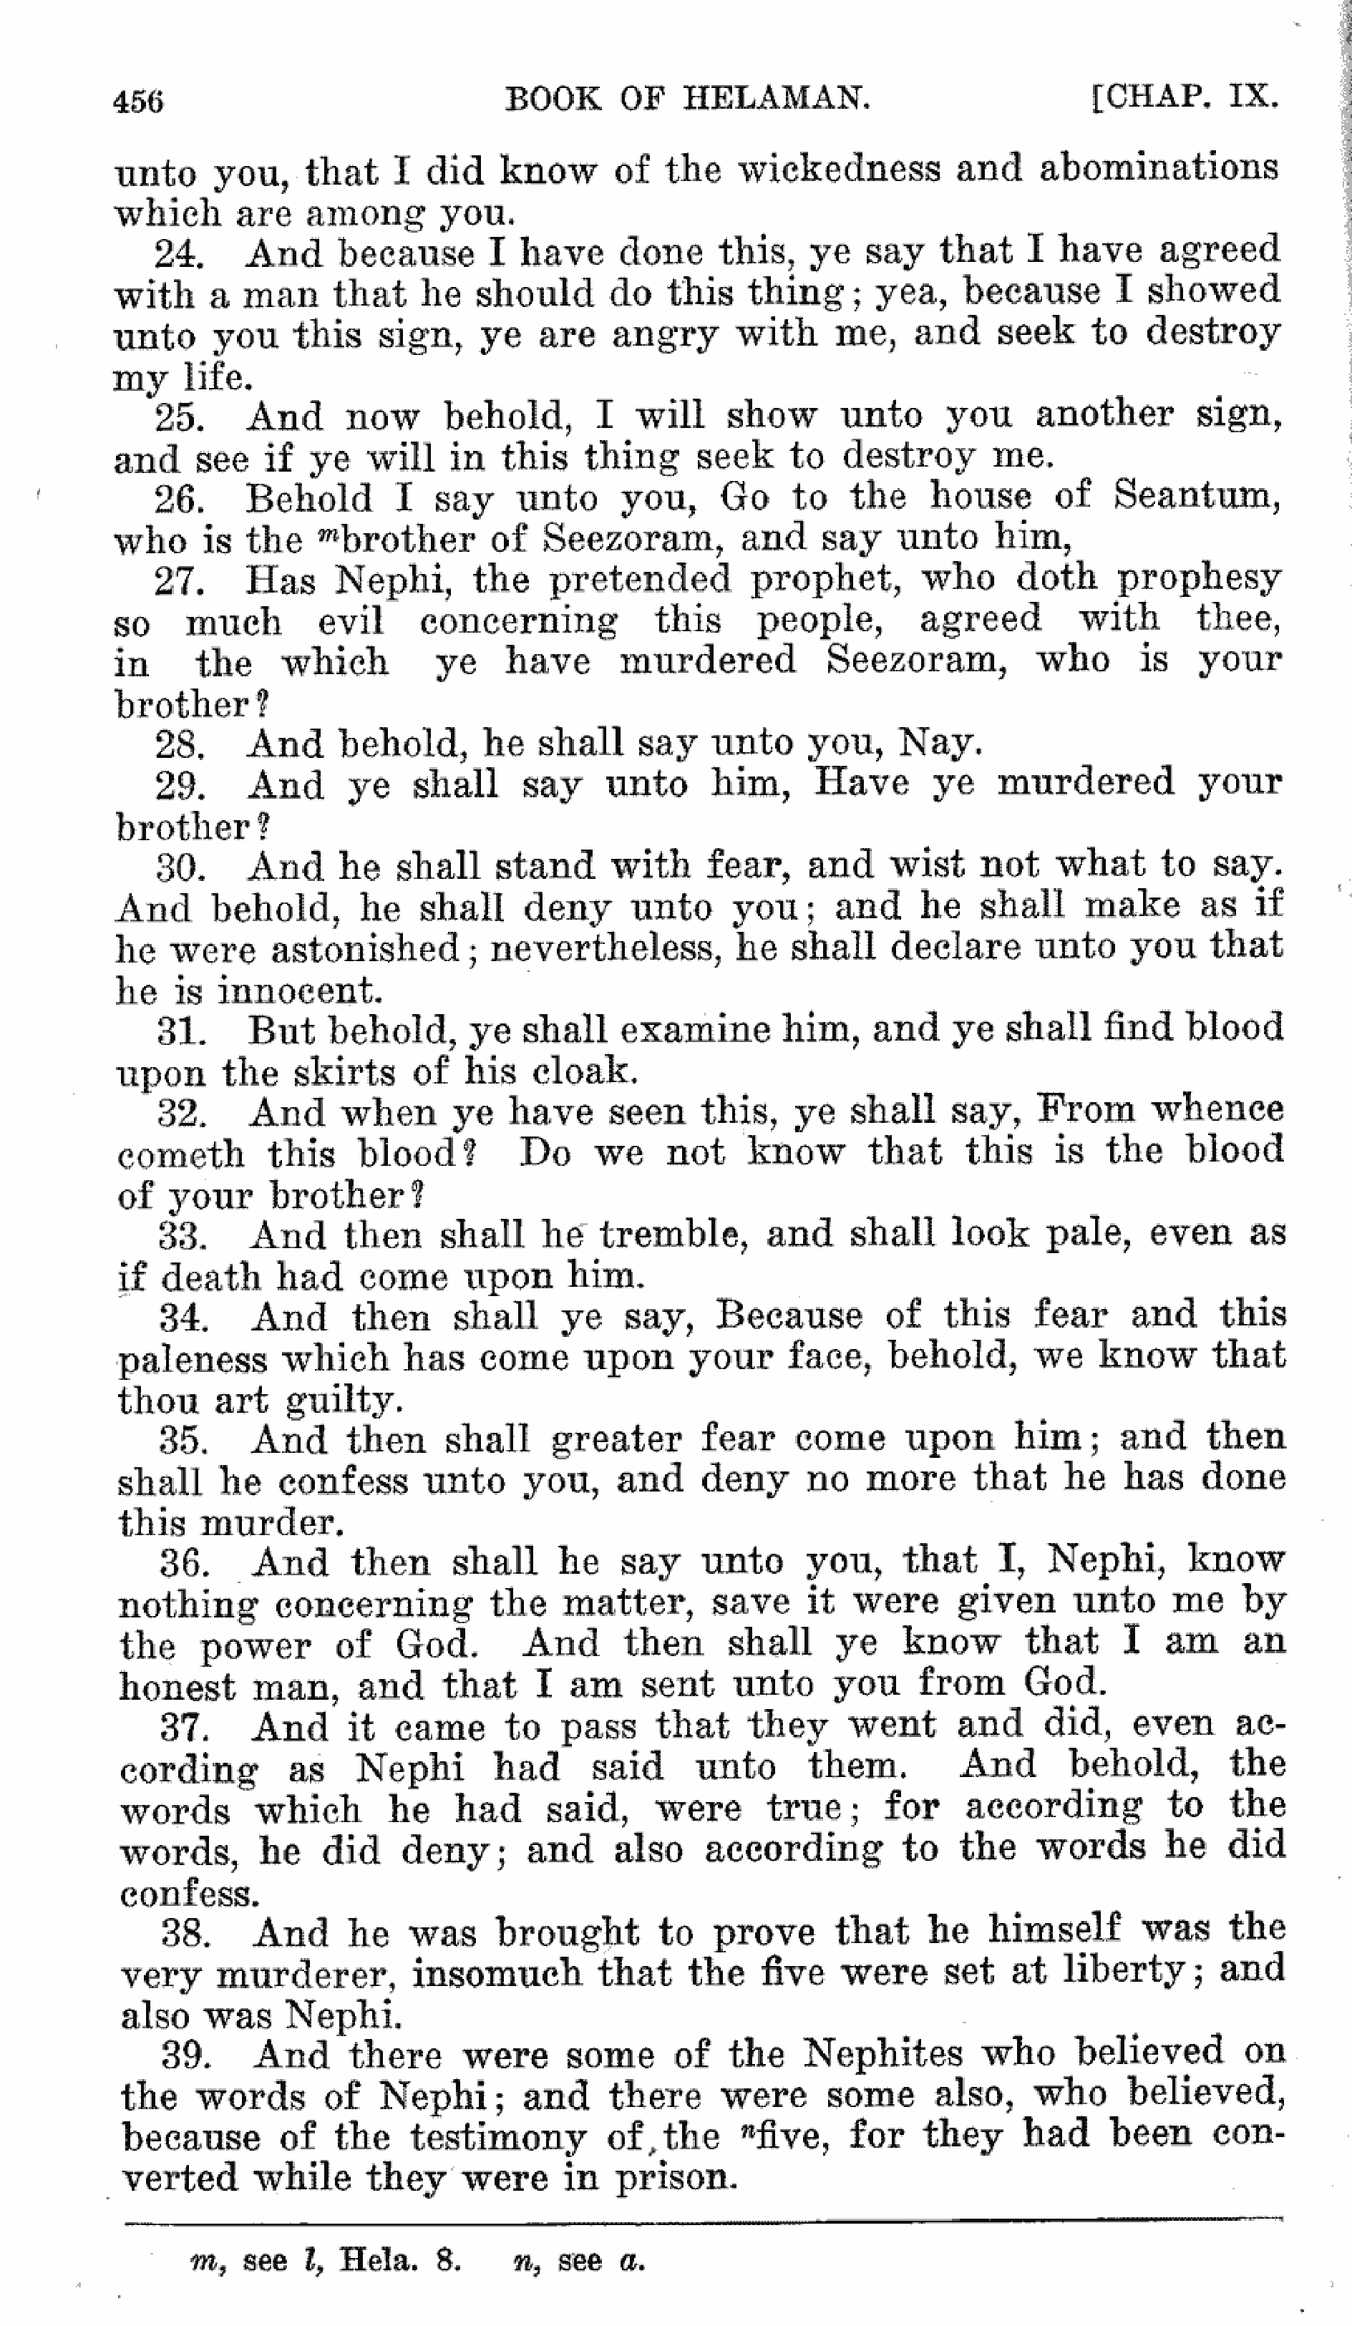 456 BOOK OF HELAMAN. [CHAP. IX.
unto you, that I did know of the wickedness and abominations
which are among you.
24. And because I have done this, ye say that I have agreed
with a man that he should do this thing; yea, because I showed
unto you this sign, ye are angry with me, and seek to destroy
my life.
25. And now behold, I will show unto you another sign,
and see if ye will in this thing seek to destroy me.
26. Behold I say unto you, Go to the house of Seantum,
who is the mbrother of Seezoram, and say unto him,
27. Has Nephi, the pretended prophet, who doth prophesy
so much evil concerning this people, agreed with thee,
in the which ye have murdered Seezoram, who is your
brother?
28. And behold, he shall say unto you, Nay.
29. And ye shall say unto him, Have ye murdered your
brother?
30. And he shall stand with fear, and wist not what to say.
And behold, he shall deny unto you; and he shall make as if
he were astonished; nevertheless, he shall declare unto you that
he is innocent.
31. But behold, ye shall examine him, and ye shall find blood
upon the skirts of his cloak.
32. And when ye have seen this, ye shall say, From whence
cometh this blood? Do we not know that this is the blood
of your brother?
33. And then shall he tremble, and shall look pale, even as
if death had come upon him.
34. And then shall ye say, Because of this fear and this
paleness which has come upon your face, behold, we know that
thou art guilty.
35. And then shall greater fear come upon him; and then
shall he confess unto you, and deny no more that he has done
this murder.
36. And then shall he say unto you, that I, Nephi, know
nothing concerning the matter, save it were given unto me by
the power of God. And then shall ye know that I am an
honest man, and that I am sent unto you from God.
37. And it came to pass that they went and did, even ac-
cording as Nephi had said unto them. And behold, the
words which he had said, were true; for according to the
words, he did deny; and also according to the words he did
confess.
38. And he was brought to prove that he himself was the
very murderer, insomuch that the five were set at liberty; and
also was Nephi.
39. And there were some of the Nephites who believed on
the words of Nephi; and there were some also, who believed,
because of the testimony of the nfive, for they had been con-
verted while they were in prison.
m, see l, Hela. 8. n, see a.